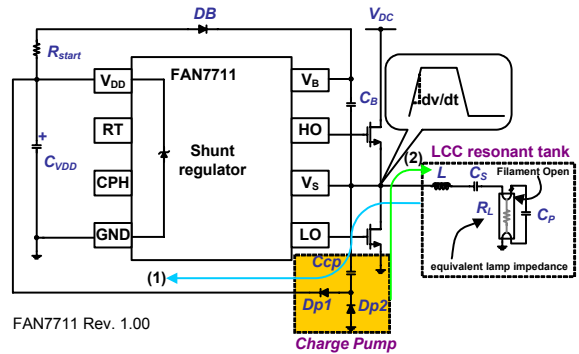 DB
VDC
Rstart
FAN7711
VDD
VB
CB
dv/dt
RT
HO
(2)
LCC resonant tank
Shunt
regulator
L
CS
Filament Open
+
CVDD
CPH
VS
RL
CP
GND
LO
equivalent lamp impedance
(1)
Ccp
Dp1
Dp2
FAN7711 Rev. 1.00
Charge Pump